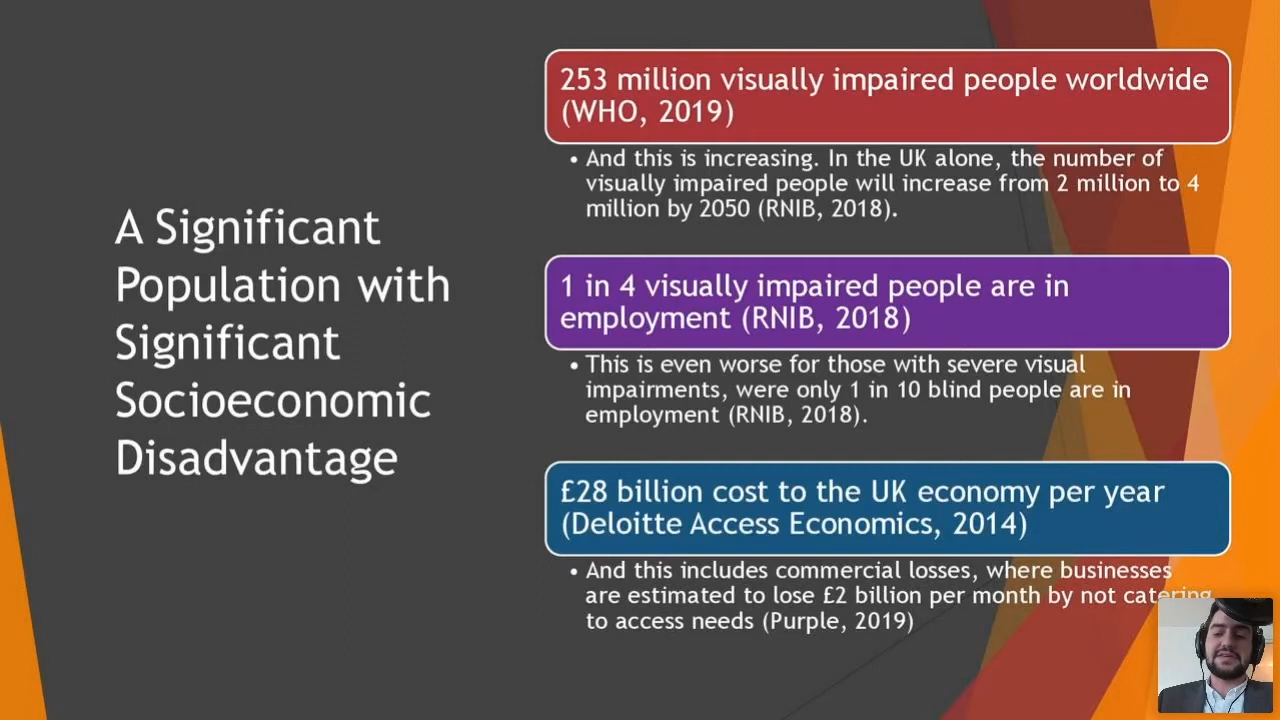 A Significant
Population with
Significant
Socioeconomic
Disadvantage
253 million visually impaired people worldwide
(WHO, 2019)
• And this is increasing. In the UK alone, the number of
visually impaired people will increase from 2 million to 4
million by 2050 (RNIB, 2018).
1 in 4 visually impaired people are in
employment (RNIB, 2018)
• This is even worse for those with severe visual
impairments, were only 1 in 10 blind people are in
employment (RNIB, 2018).
£28 billion cost to the UK economy per year
(Deloitte Access Economics, 2014)
• And this includes commercial losses, where businesses
are estimated to lose £2 billion per month by not catering
to access needs (Purple, 2019)